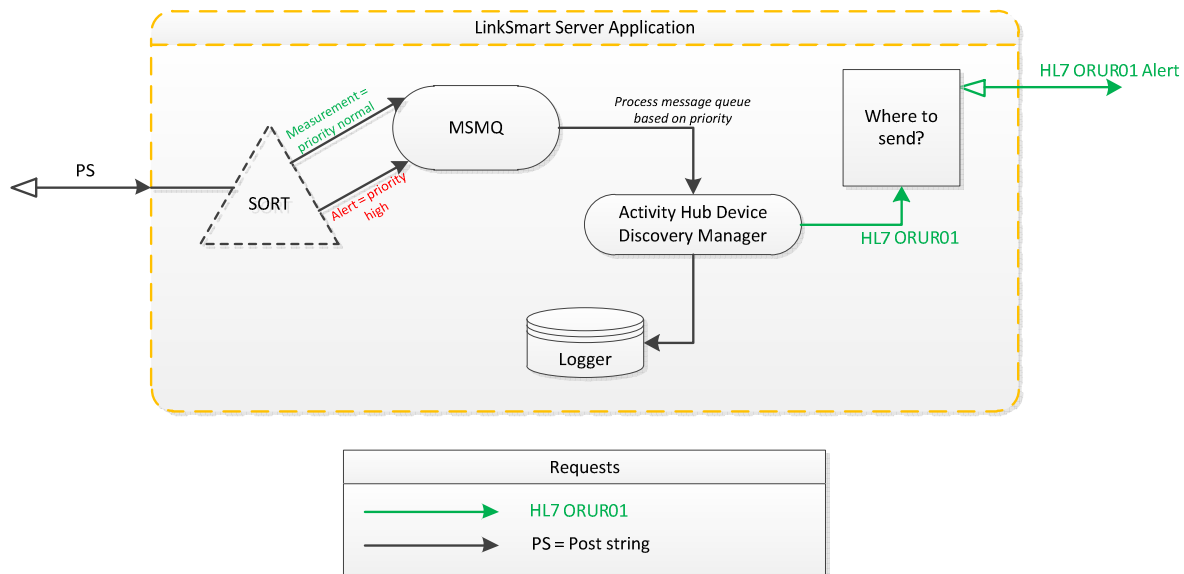 LinkSmart Server Application
PS
SORT
Measurement =
priority normal
Alert = priority
high
MSMQ
Process message queue
based on priority
Activity Hub Device
Discovery Manager
Logger
HL7 ORUR01
Where to
send?
HL7 ORUR01 Alert
Requests
HL7 ORUR01
PS = Post string